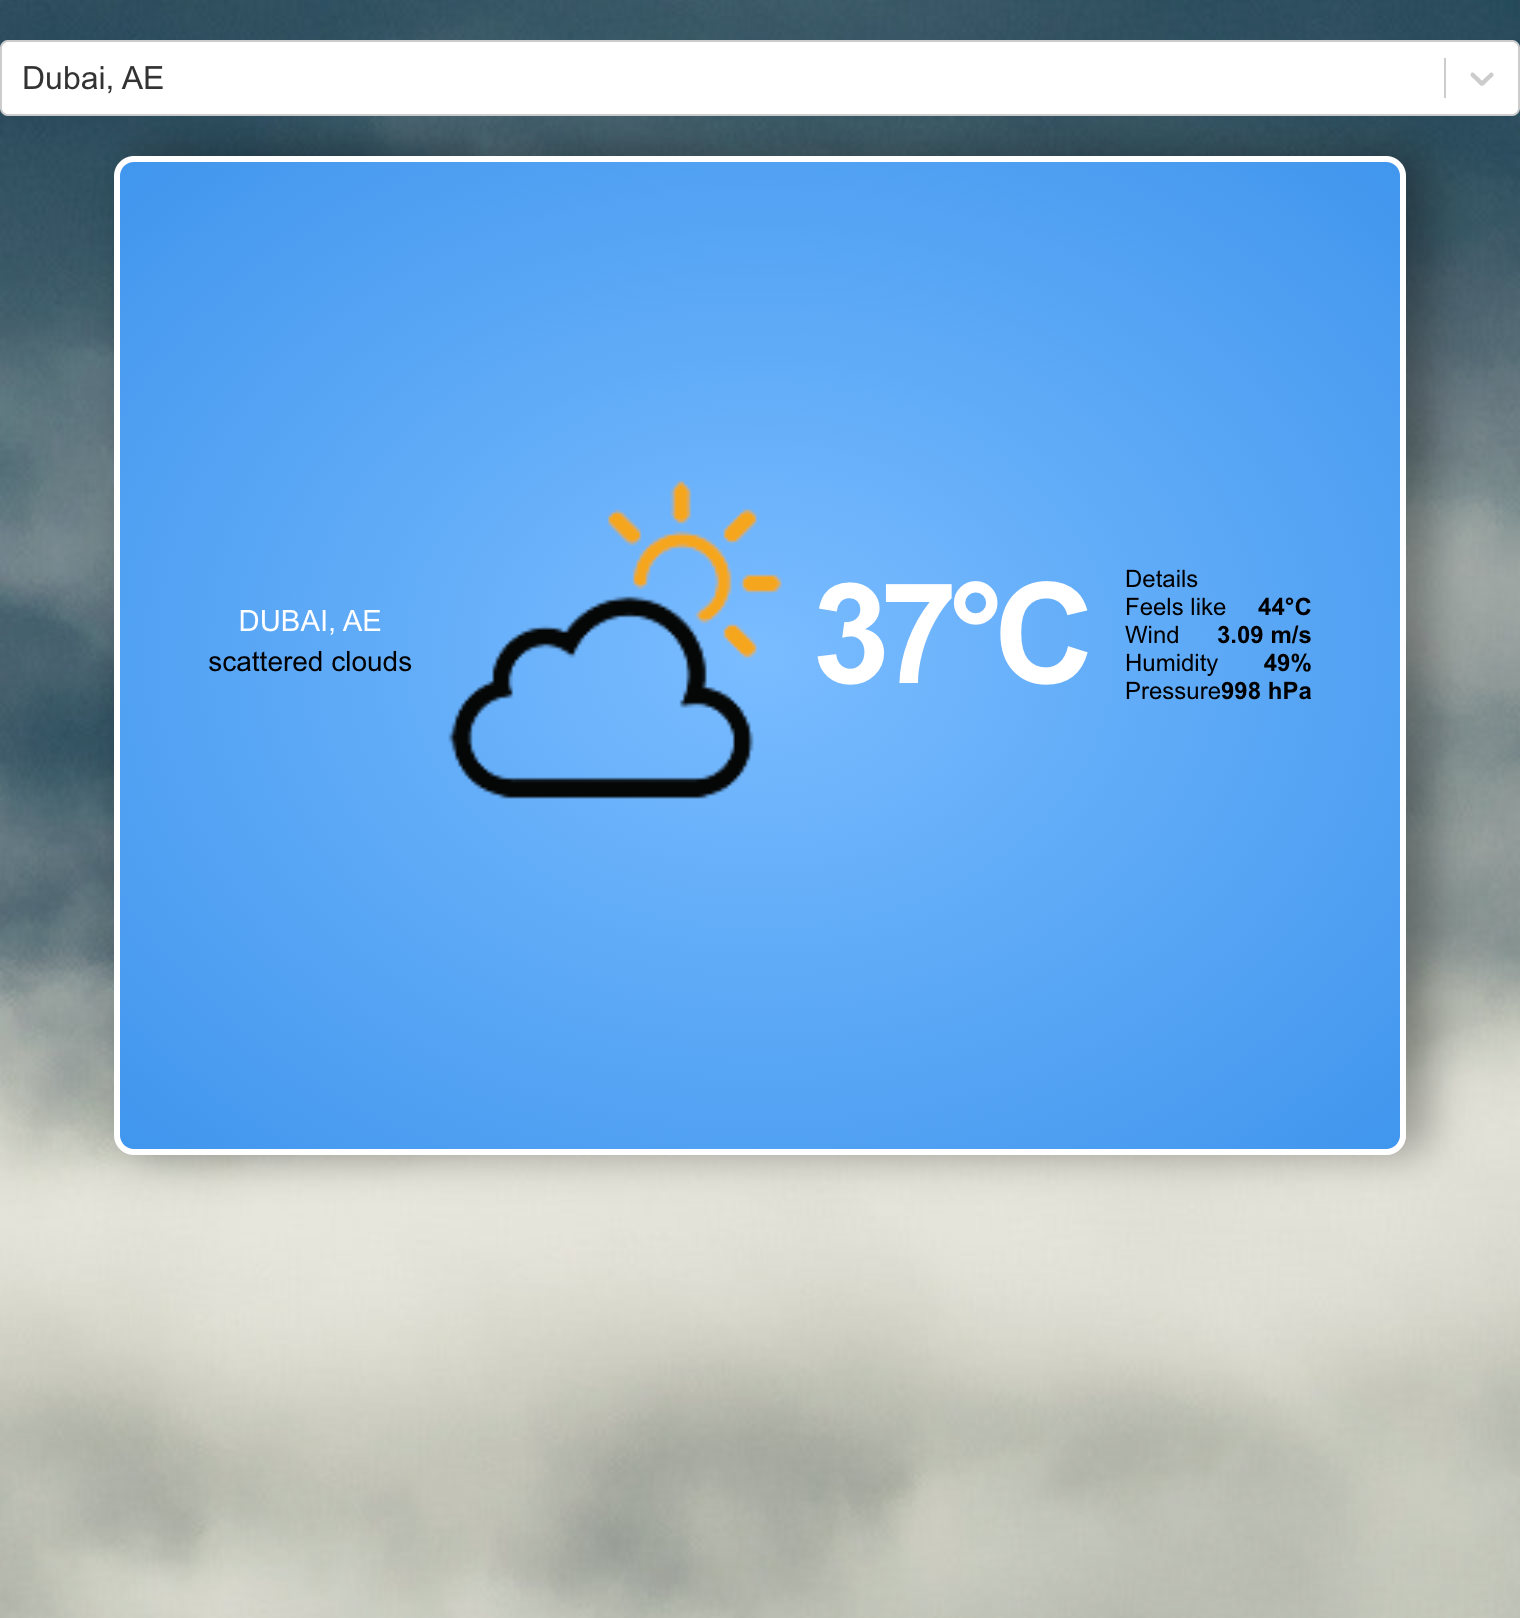 Dubai, AE
DUBAI, AE
scattered clouds
37°C
Details
Feels like 44°C
Wind 3.09 m/s
Humidity 49%
Pressure998 hPa